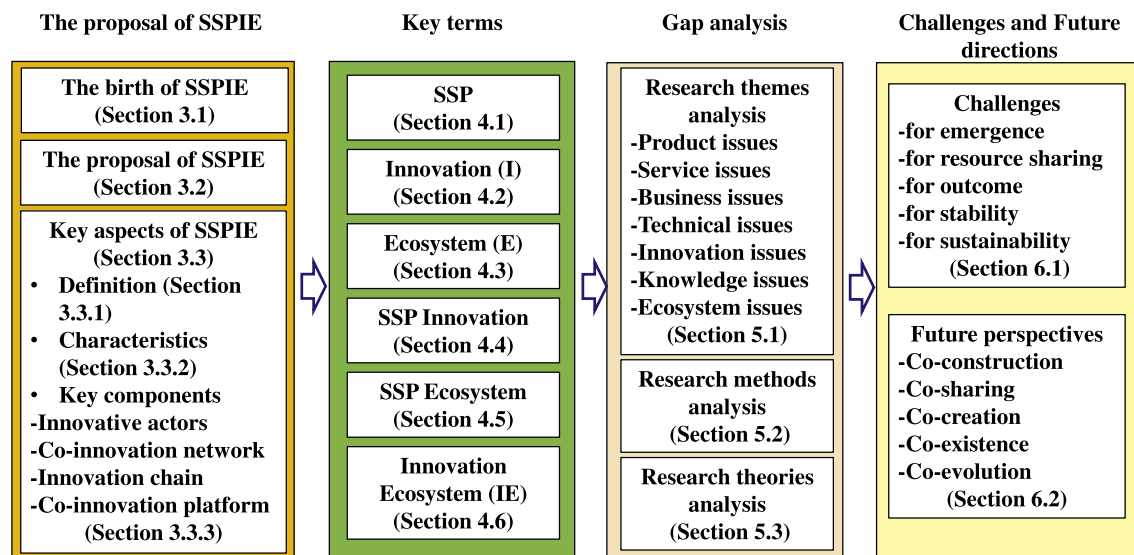 The proposal of SSPIE
The birth of SSPIE
(Section 3.1)
The proposal of SSPIE
(Section 3.2)
Key aspects of SSPIE
(Section 3.3)
• Definition (Section
3.3.1)
• Characteristics
(Section 3.3.2)
• Key components
-Innovative actors
-Co-innovation network
-Innovation chain
-Co-innovation platform
(Section 3.3.3)
Key terms
SSP
(Section 4.1)
Innovation (I)
(Section 4.2)
Ecosystem (E)
(Section 4.3)
SSP Innovation
(Section 4.4)
SSP Ecosystem
(Section 4.5)
Innovation
Ecosystem (IE)
(Section 4.6)
Gap analysis
Research themes
analysis
-Product issues
-Service issues
-Business issues
-Technical issues
-Innovation issues
-Knowledge issues
-Ecosystem issues
(Section 5.1)
Research methods
analysis
(Section 5.2)
Research theories
analysis
(Section 5.3)
Challenges and Future
directions
Challenges
-for emergence
-for resource sharing
-for outcome
-for stability
-for sustainability
(Section 6.1)
Future perspectives
-Co-construction
-Co-sharing
-Co-creation
-Co-existence
-Co-evolution
(Section 6.2)